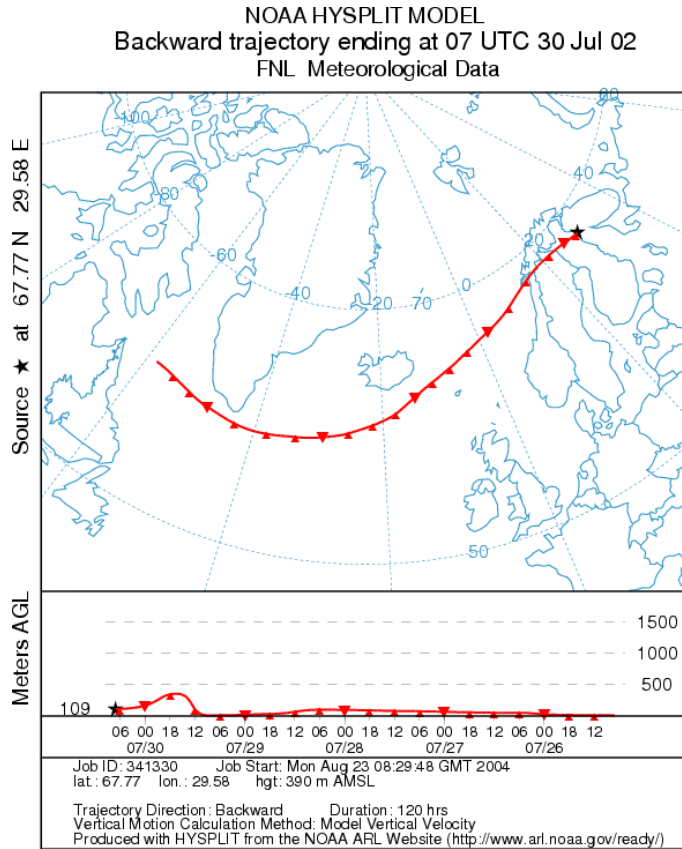 NOAA HYSPLIT MODEL
Backward trajectory ending at 07 UTC 30 Jul 02
FNL Meteorological Data
Source ★ at 67.77 N 29.58 E
-100
-80
-60
-40
-20
0
20
40
60
70
50
Meters AGL
1500
1000
500
109
06 00 18 12 06 00 18 12 06 00 18 12 06 00 18 12 06 00 18 12
07/30 07/29 07/28 07/27 07/26
Job ID: 341330 Job Start: Mon Aug 23 08:29:48 GMT 2004
lat.: 67.77 lon.: 29.58 hgt: 390 m AMSL
Trajectory Direction: Backward Duration: 120 hrs
Vertical Motion Calculation Method: Model Vertical Velocity
Produced with HYSPLIT from the NOAA ARL Website (http://www.arl.noaa.gov/ready/)